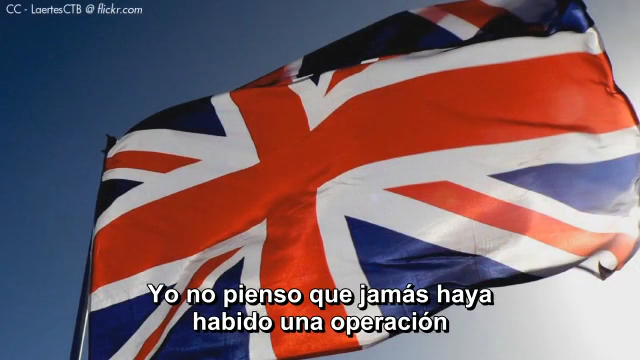 CC - LaertesCTB @ flickr.com
Yo no pienso que jamás haya
habido una operación